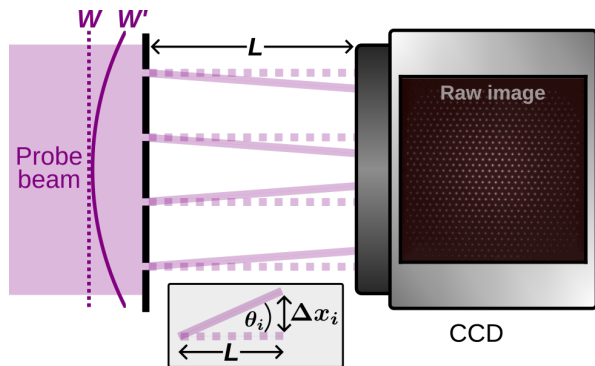 W W'
L
Raw image
Probe
beam
θᵢ
Δxᵢ
L
CCD